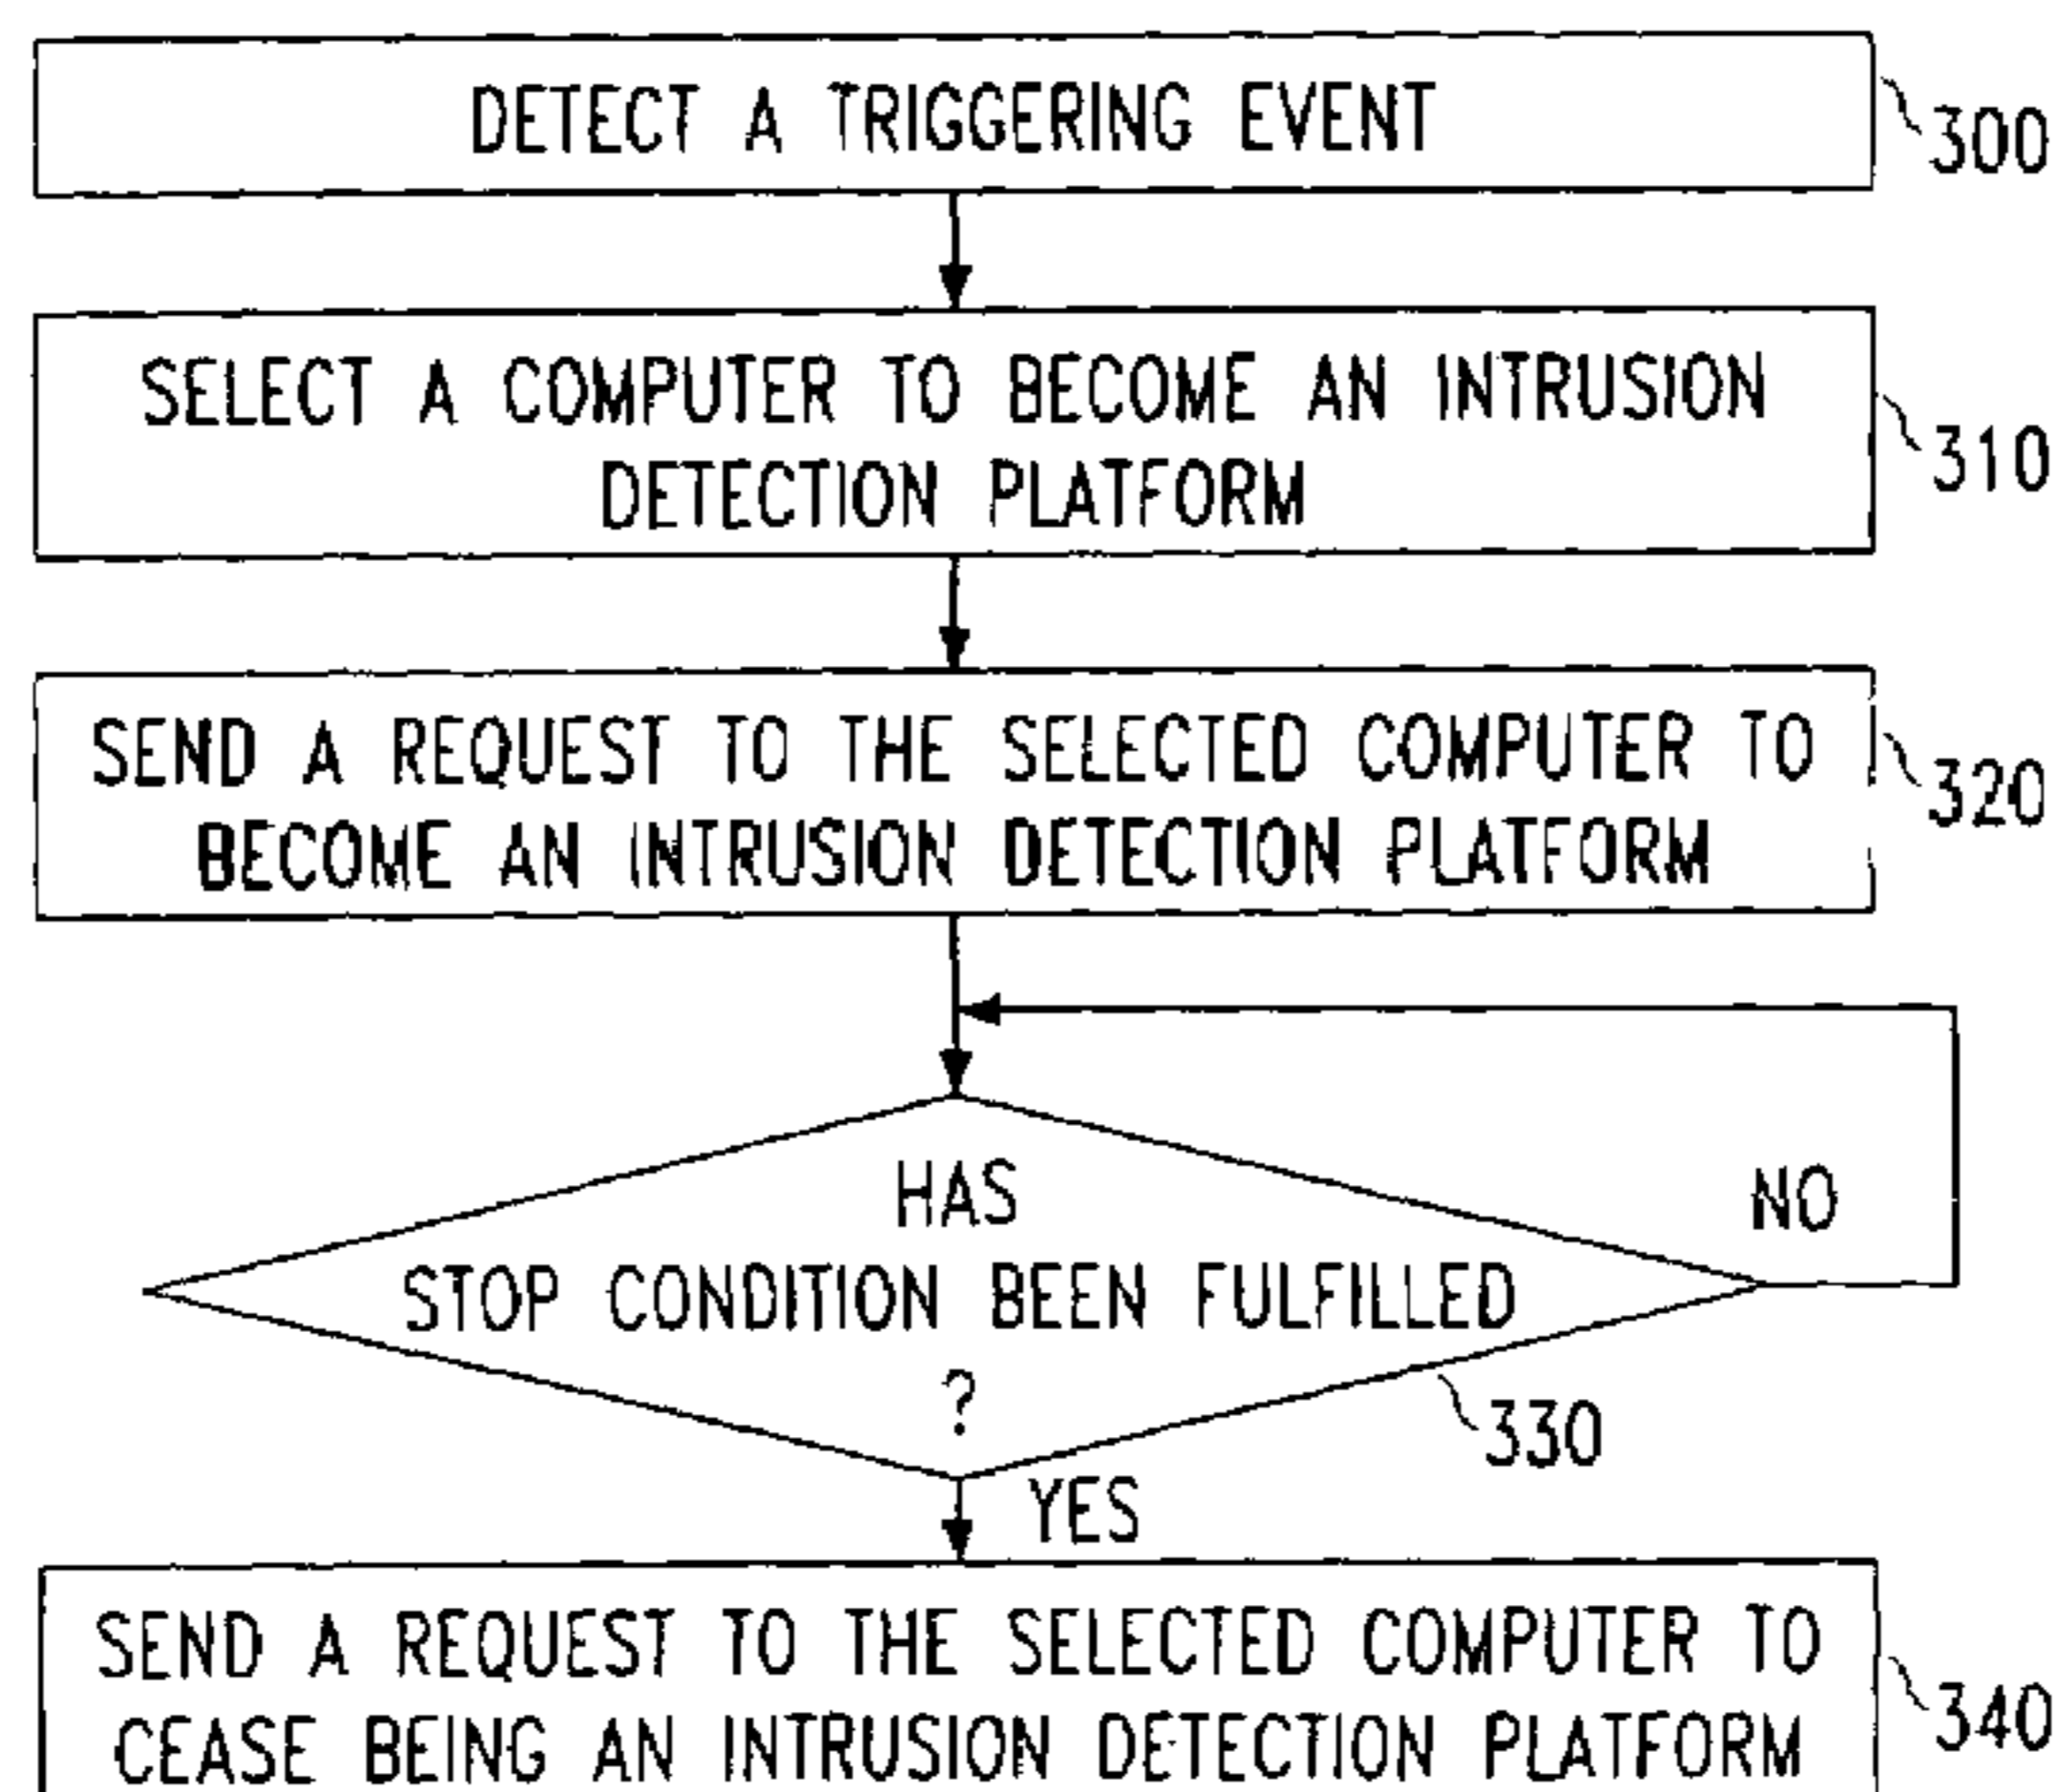 DETECT A TRIGGERING EVENT
300
SELECT A COMPUTER TO BECOME AN INTRUSION
DETECTION PLATFORM
310
SEND A REQUEST TO THE SELECTED COMPUTER TO
BECOME AN INTRUSION DETECTION PLATFORM
320
HAS
STOP CONDITION BEEN FULFILLED
?
NO
330
YES
SEND A REQUEST TO THE SELECTED COMPUTER TO
CEASE BEING AN INTRUSION DETECTION PLATFORM
340